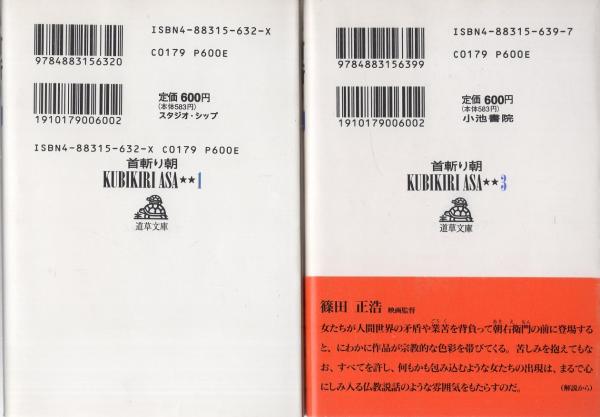 ISBN4-88315-632-X
C0179 P600E
9784883156320
定価 600円
(本体583円)
スタジオ・シップ
1910179006002
ISBN4-88315-632-X C0179 P600E
首斬り朝
KUBIKIRI ASA★★1
道草文庫
ISBN4-88315-639-7
C0179 P600E
9784883156399
定価 600円
(本体583円)
小池書院
1910179006002
首斬り朝
KUBIKIRI ASA★★3
道草文庫
篠田 正浩 映画監督
女たちが人間世界の矛盾や業苦を背負って朝右衛門の前に登場する
と、にわかに作品が宗教的な色彩を帯びてくる。苦しみを抱えてもな
お、すべてを許し、何もかも包み込むような女たちの出現は、まるで心
にしみ入る仏教説話のような雰囲気をもたらすのだ。 (解説から)